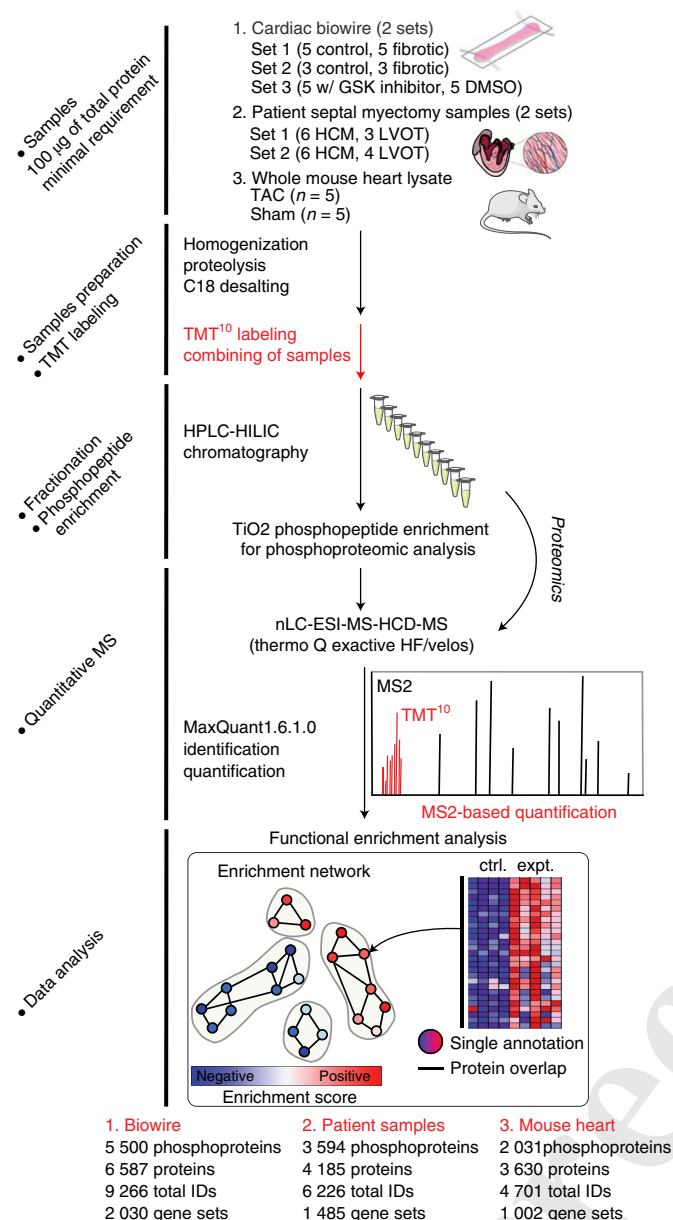 1. Cardiac biowire (2 sets)
Set 1 (5 control, 5 fibrotic)
Set 2 (3 control, 3 fibrotic)
Set 3 (5 w/ GSK inhibitor, 5 DMSO)
2. Patient septal myectomy samples (2 sets)
Set 1 (6 HCM, 3 LVOT)
Set 2 (6 HCM, 4 LVOT)
3. Whole mouse heart lysate
TAC (n = 5)
Sham (n = 5)
• Samples
100 µg of total protein
minimal requirement
Homogenization
proteolysis
C18 desalting
TMT¹⁰ labeling
combining of samples
• Samples preparation
• TMT labeling
HPLC-HILIC
chromatography
TiO2 phosphopeptide enrichment
for phosphoproteomic analysis
Proteomics
• Fractionation
• Phosphopeptide
enrichment
nLC-ESI-MS-HCD-MS
(thermo Q exactive HF/velos)
MaxQuant1.6.1.0
identification
quantification
MS2
TMT¹⁰
MS2-based quantification
• Quantitative MS
Functional enrichment analysis
Enrichment network
ctrl. expt.
Single annotation
Protein overlap
Negative Positive
Enrichment score
• Data analysis
1. Biowire
5 500 phosphoproteins
6 587 proteins
9 266 total IDs
2 030 gene sets
2. Patient samples
3 594 phosphoproteins
4 185 proteins
6 226 total IDs
1 485 gene sets
3. Mouse heart
2 031phosphoproteins
3 630 proteins
4 701 total IDs
1 002 gene sets